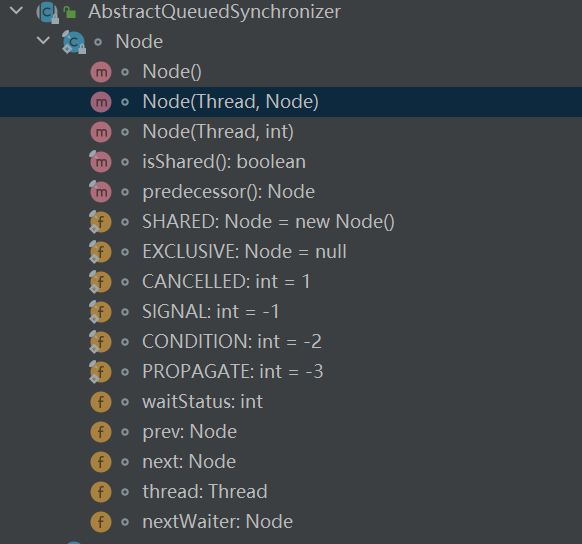 AbstractQueuedSynchronizer
Node
Node()
Node(Thread, Node)
Node(Thread, int)
isShared(): boolean
predecessor(): Node
SHARED: Node = new Node()
EXCLUSIVE: Node = null
CANCELLED: int = 1
SIGNAL: int = -1
CONDITION: int = -2
PROPAGATE: int = -3
waitStatus: int
prev: Node
next: Node
thread: Thread
nextWaiter: Node